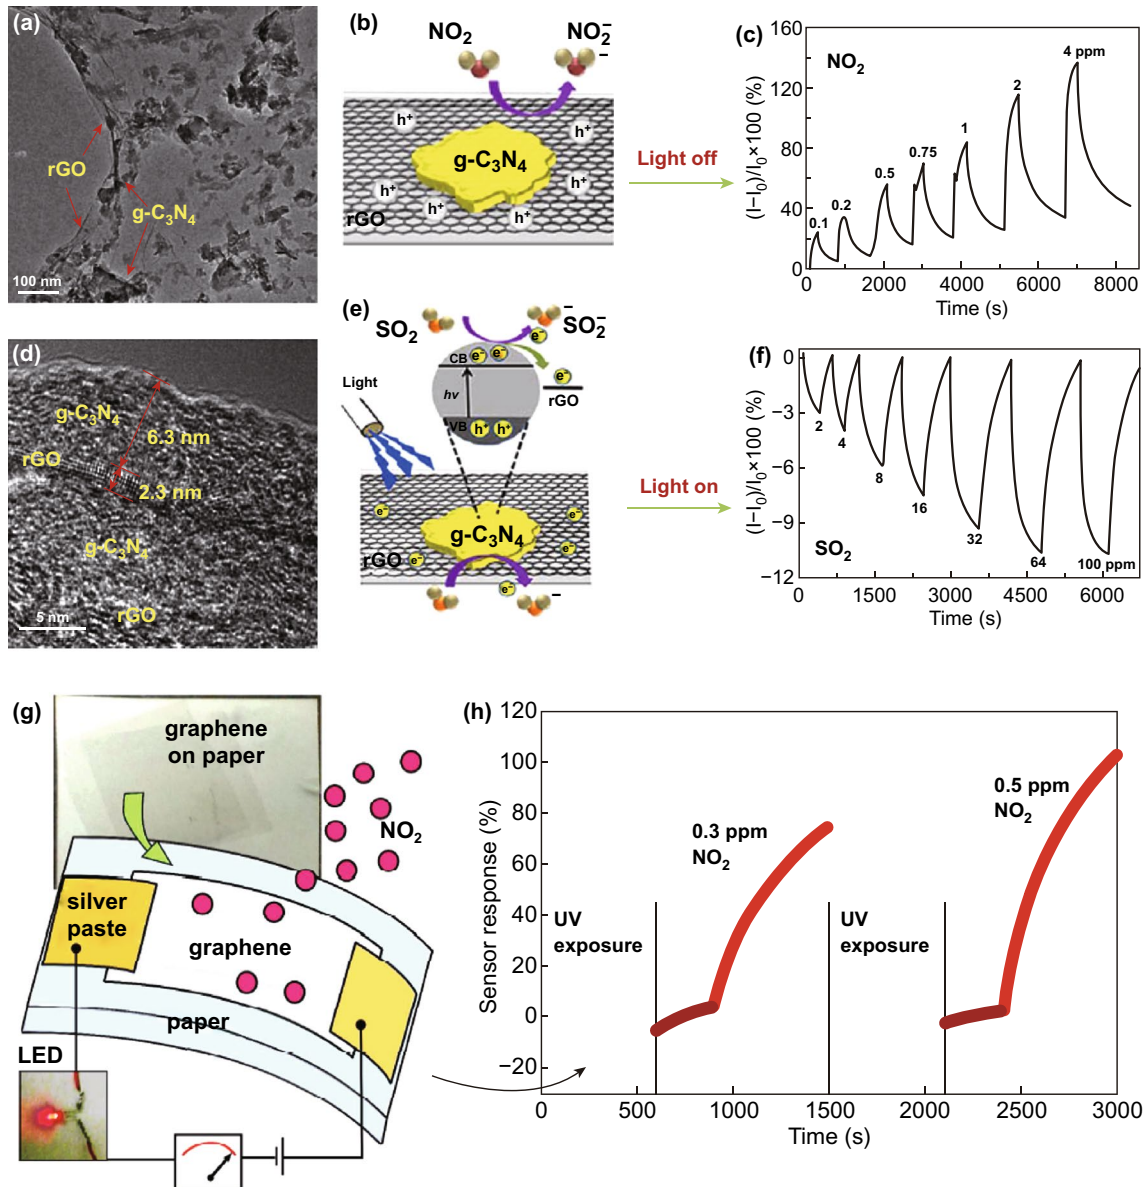 (a)
rGO
g-C₃N₄
100 nm
(b)
NO₂
NO₂⁻
h⁺
h⁺
h⁺
h⁺
h⁺
h⁺
g-C₃N₄
rGO
Light off
(c)
NO₂
(I−I₀)/I₀×100 (%)
160
120
80
40
0
0.1
0.2
0.5
0.75
1
2
4 ppm
0
2000
4000
6000
8000
Time (s)
(d)
g-C₃N₄
6.3 nm
rGO
2.3 nm
g-C₃N₄
rGO
5 nm
(e)
SO₂
SO₂⁻
e⁻
CB
e⁻
e⁻
e⁻
rGO
hν
VB
h⁺
h⁺
Light
e⁻
e⁻
g-C₃N₄
e⁻
rGO
e⁻
e⁻
−
Light on
(f)
(I−I₀)/I₀×100 (%)
0
−3
−6
−9
−12
2
4
8
16
32
64
100 ppm
SO₂
0
1500
3000
4500
6000
Time (s)
(g)
graphene
on paper
NO₂
silver
paste
graphene
paper
LED
(h)
Sensor response (%)
120
100
80
60
40
20
0
−20
UV
exposure
0.3 ppm
NO₂
UV
exposure
0.5 ppm
NO₂
0
500
1000
1500
2000
2500
3000
Time (s)